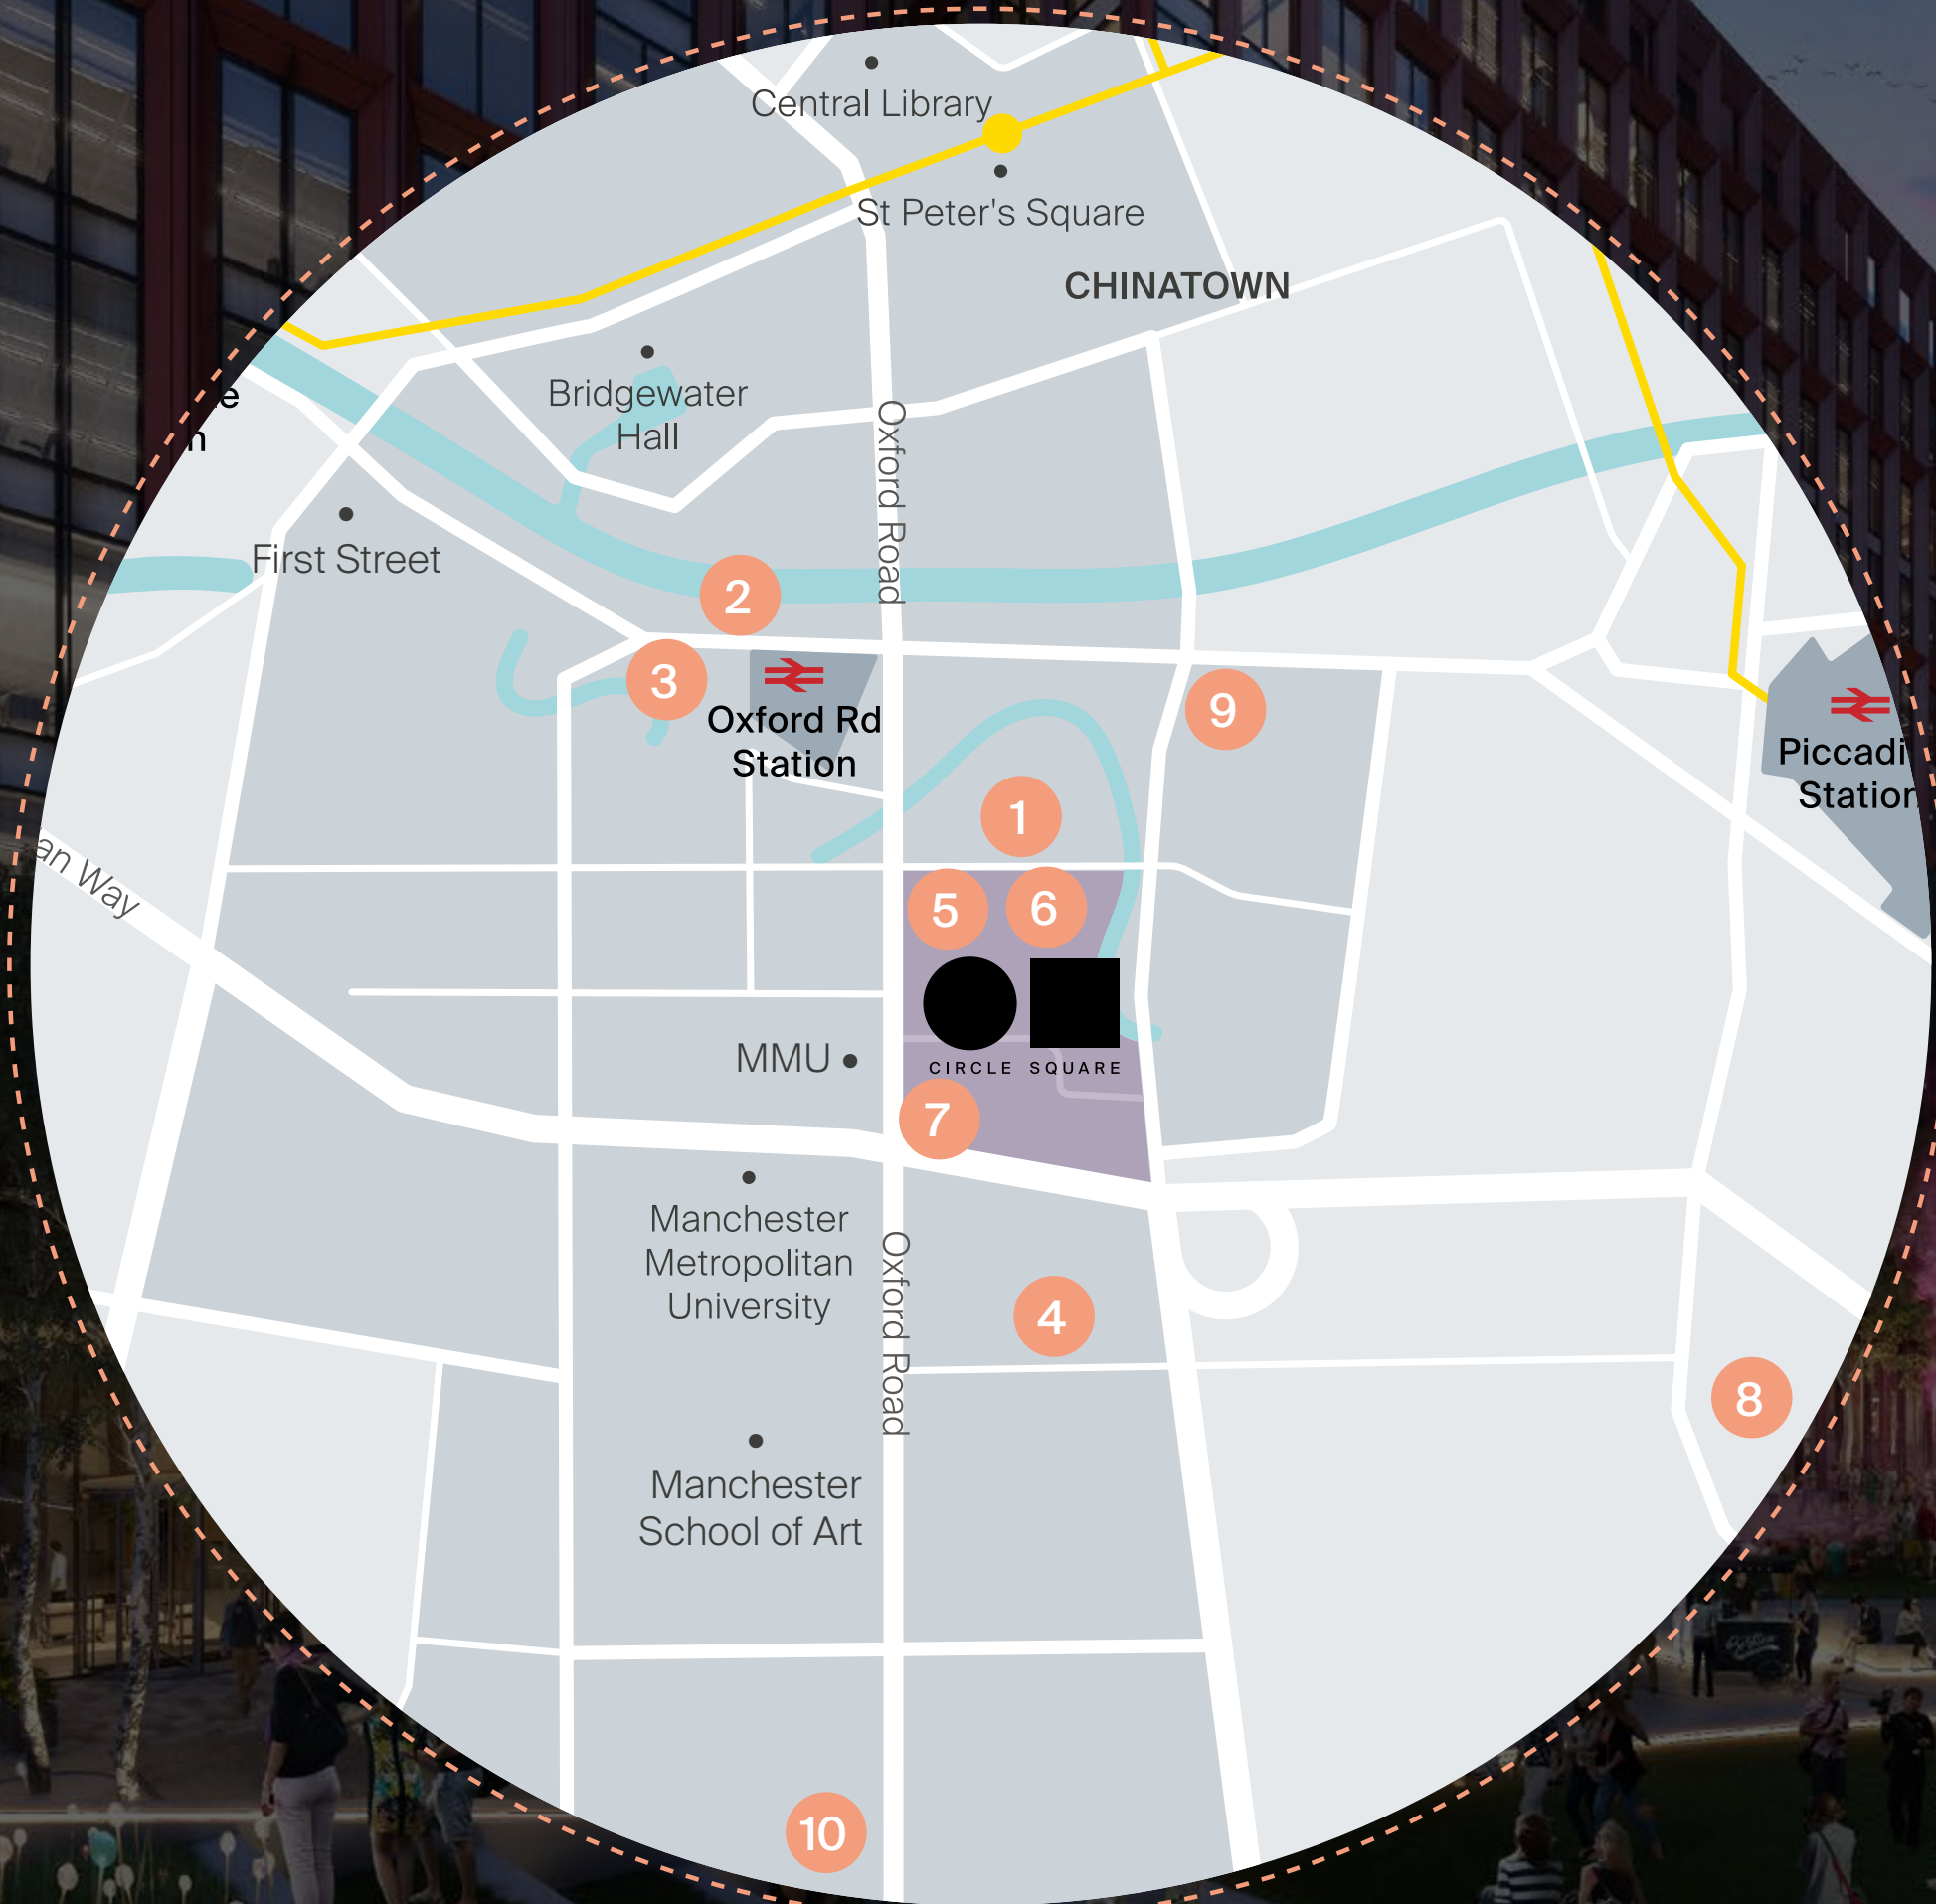 Central Library
St Peter's Square
CHINATOWN
Bridgewater
Hall
Oxford Road
First Street
2
3
Oxford Rd
Station
9
Piccadi
Station
1
an Way
5
6
MMU
CIRCLE SQUARE
7
Manchester
Metropolitan
University
Oxford Road
4
8
Manchester
School of Art
10